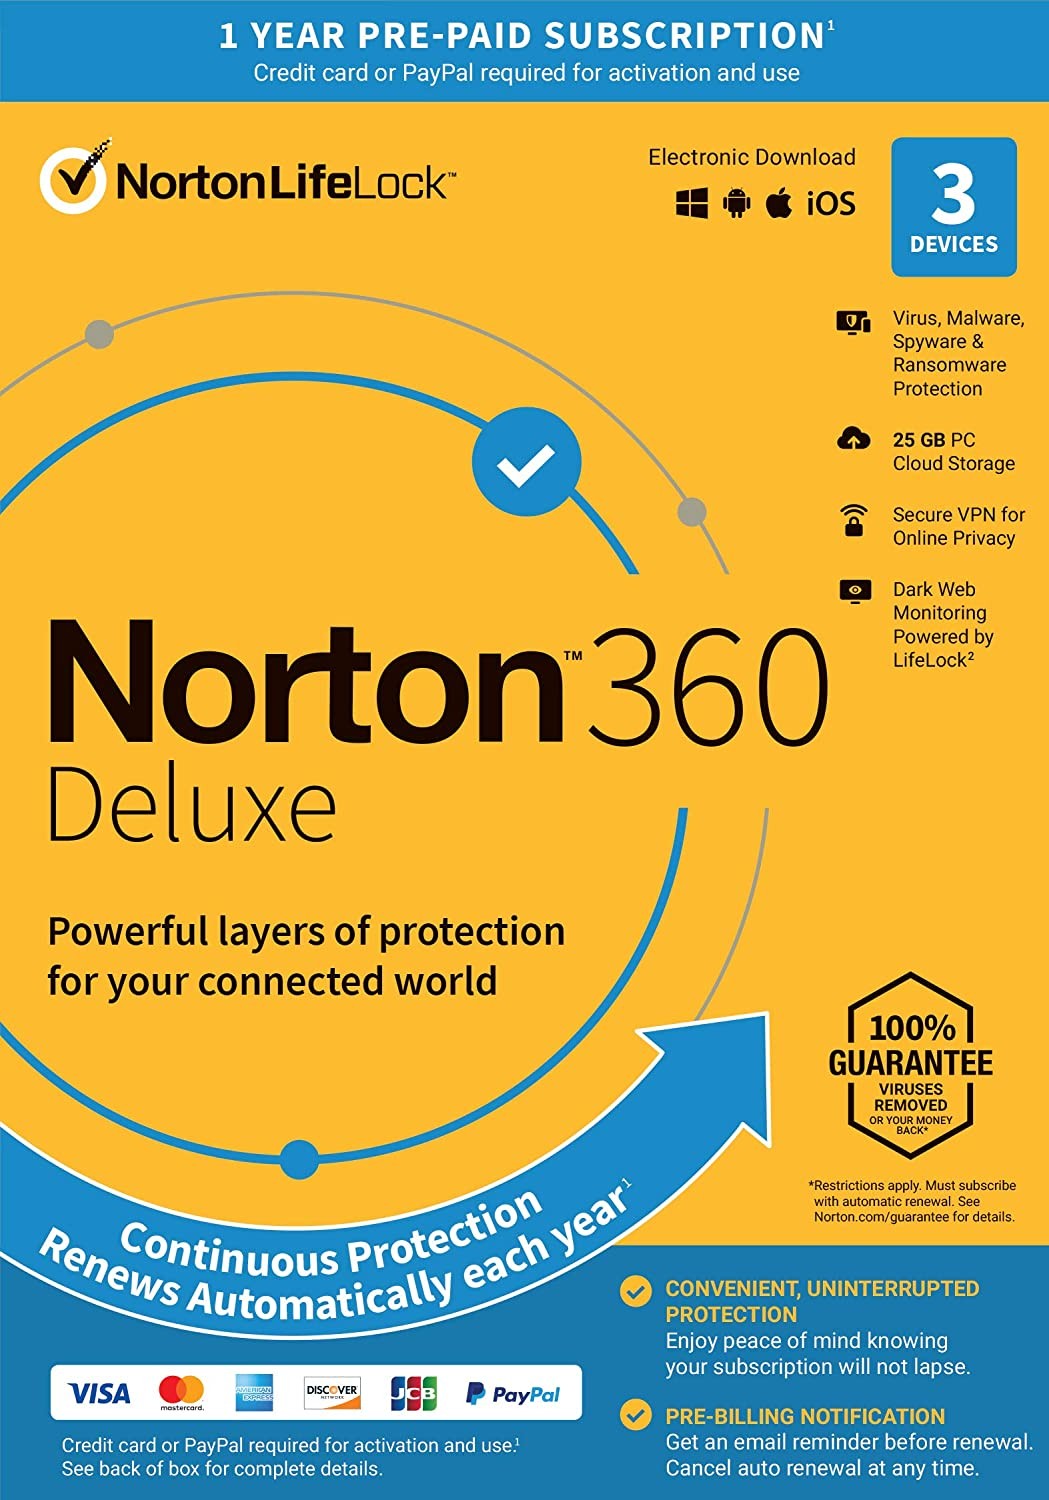 1 YEAR PRE-PAID SUBSCRIPTION¹
Credit card or PayPal required for activation and use
NortonLifeLock™
Electronic Download
iOS
3
DEVICES
Virus, Malware,
Spyware &
Ransomware
Protection
25 GB PC
Cloud Storage
Secure VPN for
Online Privacy
Dark Web
Monitoring
Powered by
LifeLock²
Norton™ 360
Deluxe
Powerful layers of protection
for your connected world
100%
GUARANTEE
VIRUSES
REMOVED
OR YOUR MONEY
BACK*
*Restrictions apply. Must subscribe
with automatic renewal. See
Norton.com/guarantee for details.
Continuous Protection
Renews Automatically each year¹
CONVENIENT, UNINTERRUPTED
PROTECTION
Enjoy peace of mind knowing
your subscription will not lapse.
PRE-BILLING NOTIFICATION
Get an email reminder before renewal.
Cancel auto renewal at any time.
VISA
mastercard.
AMERICAN
EXPRESS
DISCOVER
NETWORK
JCB
PayPal
Credit card or PayPal required for activation and use.¹
See back of box for complete details.